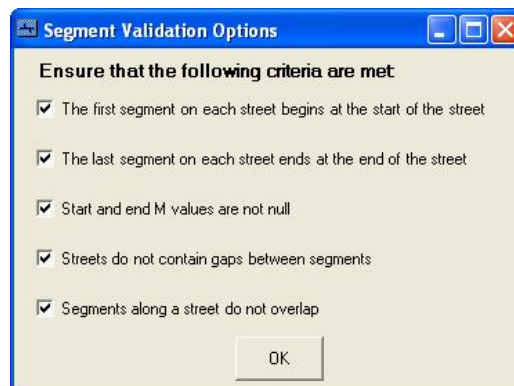 Segment Validation Options
Ensure that the following criteria are met:
The first segment on each street begins at the start of the street
The last segment on each street ends at the end of the street
Start and end M values are not null
Streets do not contain gaps between segments
Segments along a street do not overlap
OK